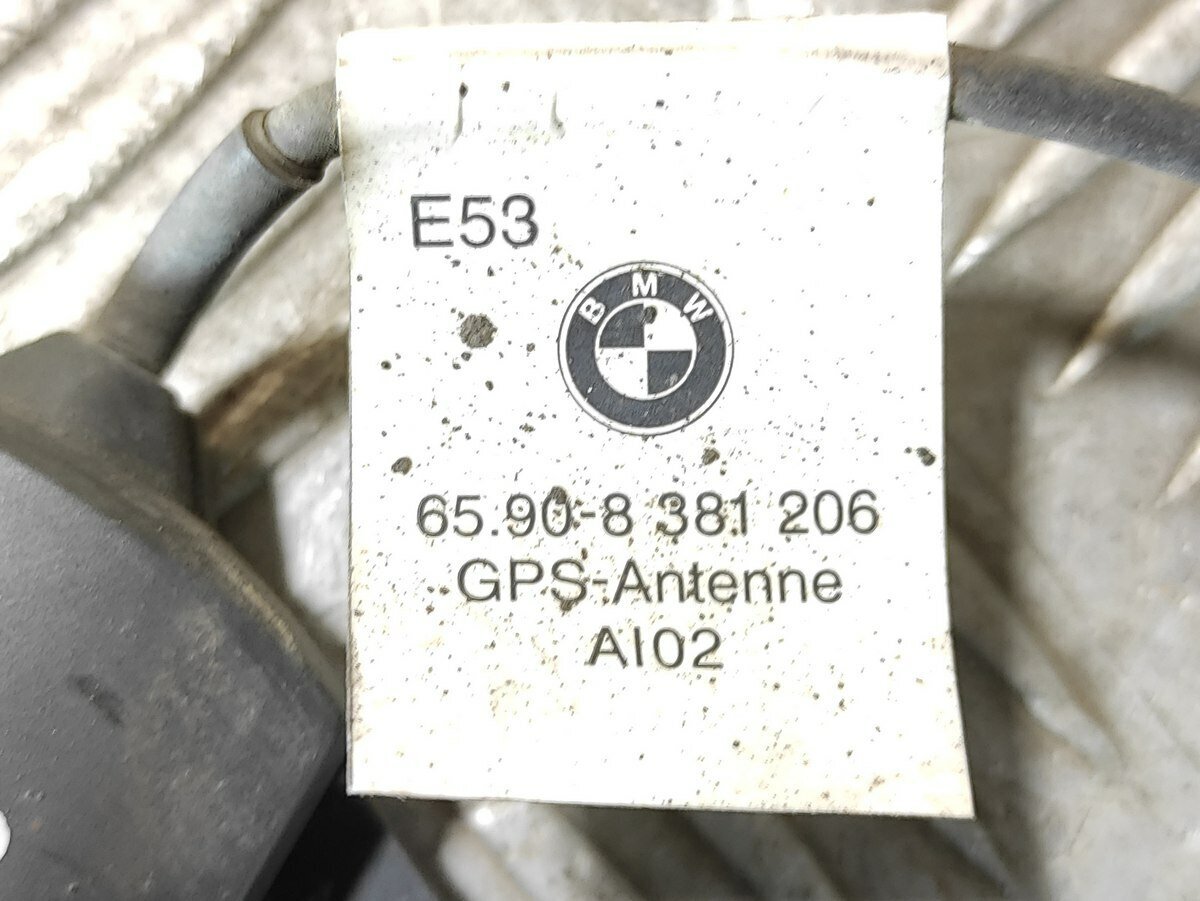 E53
BMW
65.90-8 381 206
GPS-Antenne
AI02